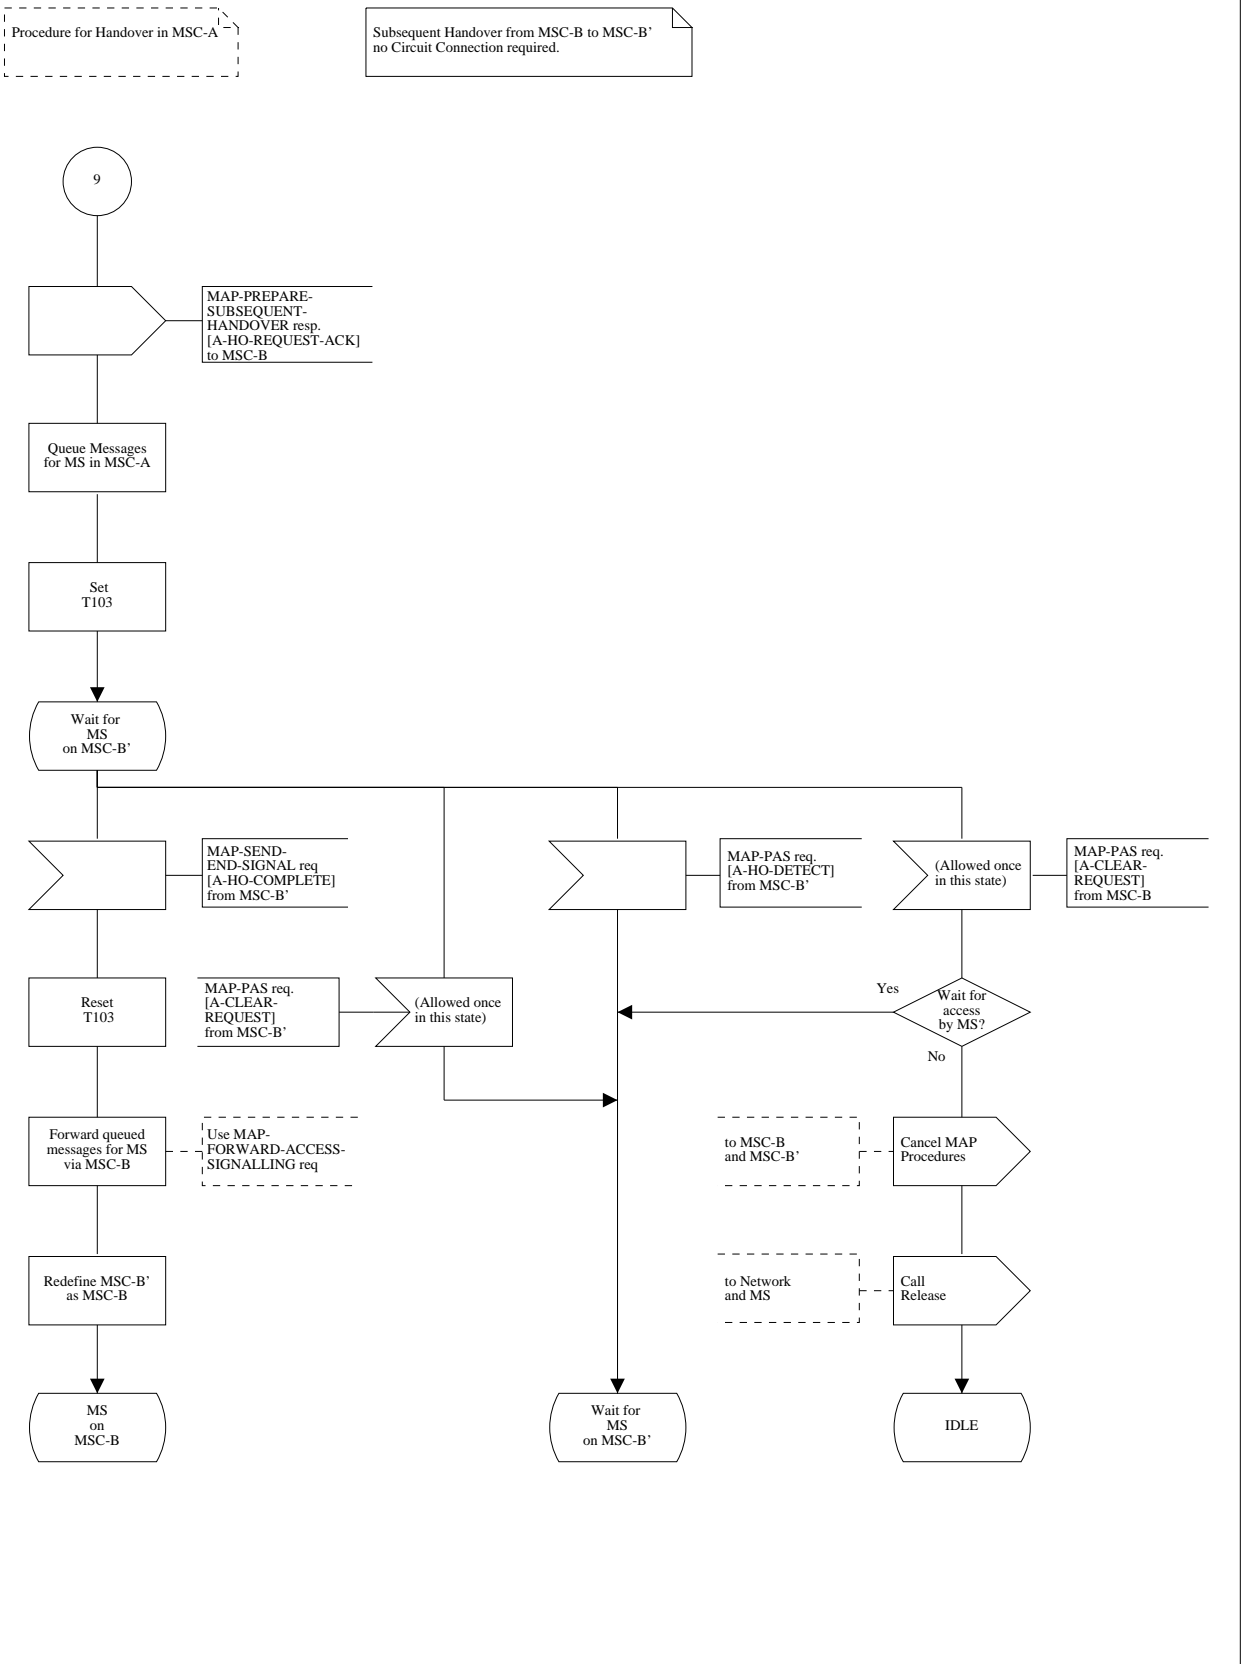 Procedure for Handover in MSC-A
Subsequent Handover from MSC-B to MSC-B’
no Circuit Connection required.
9
MAP-PREPARE-
SUBSEQUENT-
HANDOVER resp.
[A-HO-REQUEST-ACK]
to MSC-B
Queue Messages
for MS in MSC-A
Set
T103
Wait for
MS
on MSC-B’
MAP-SEND-
END-SIGNAL req
[A-HO-COMPLETE]
from MSC-B’
MAP-PAS req.
[A-HO-DETECT]
from MSC-B’
(Allowed once
in this state)
MAP-PAS req.
[A-CLEAR-
REQUEST]
from MSC-B
Reset
T103
MAP-PAS req.
[A-CLEAR-
REQUEST]
from MSC-B’
(Allowed once
in this state)
Yes
Wait for
access
by MS?
No
Forward queued
messages for MS
via MSC-B
Use MAP-
FORWARD-ACCESS-
SIGNALLING req
to MSC-B
and MSC-B’
Cancel MAP
Procedures
Redefine MSC-B’
as MSC-B
to Network
and MS
Call
Release
MS
on
MSC-B
Wait for
MS
on MSC-B’
IDLE